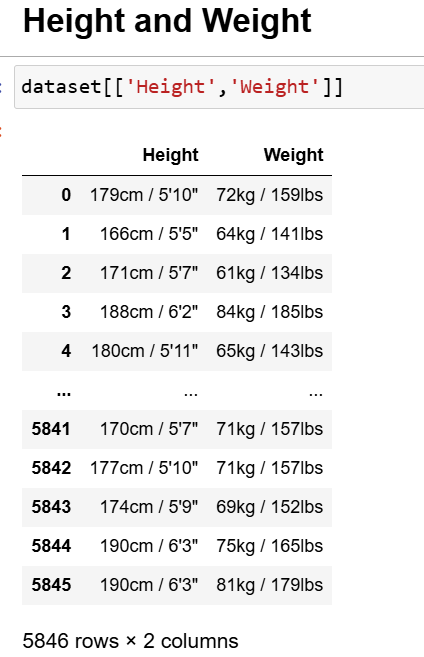 Height and Weight
dataset[['Height','Weight']]
Height Weight
0 179cm / 5'10" 72kg / 159lbs
1 166cm / 5'5" 64kg / 141lbs
2 171cm / 5'7" 61kg / 134lbs
3 188cm / 6'2" 84kg / 185lbs
4 180cm / 5'11" 65kg / 143lbs
... ... ...
5841 170cm / 5'7" 71kg / 157lbs
5842 177cm / 5'10" 71kg / 157lbs
5843 174cm / 5'9" 69kg / 152lbs
5844 190cm / 6'3" 75kg / 165lbs
5845 190cm / 6'3" 81kg / 179lbs
5846 rows × 2 columns